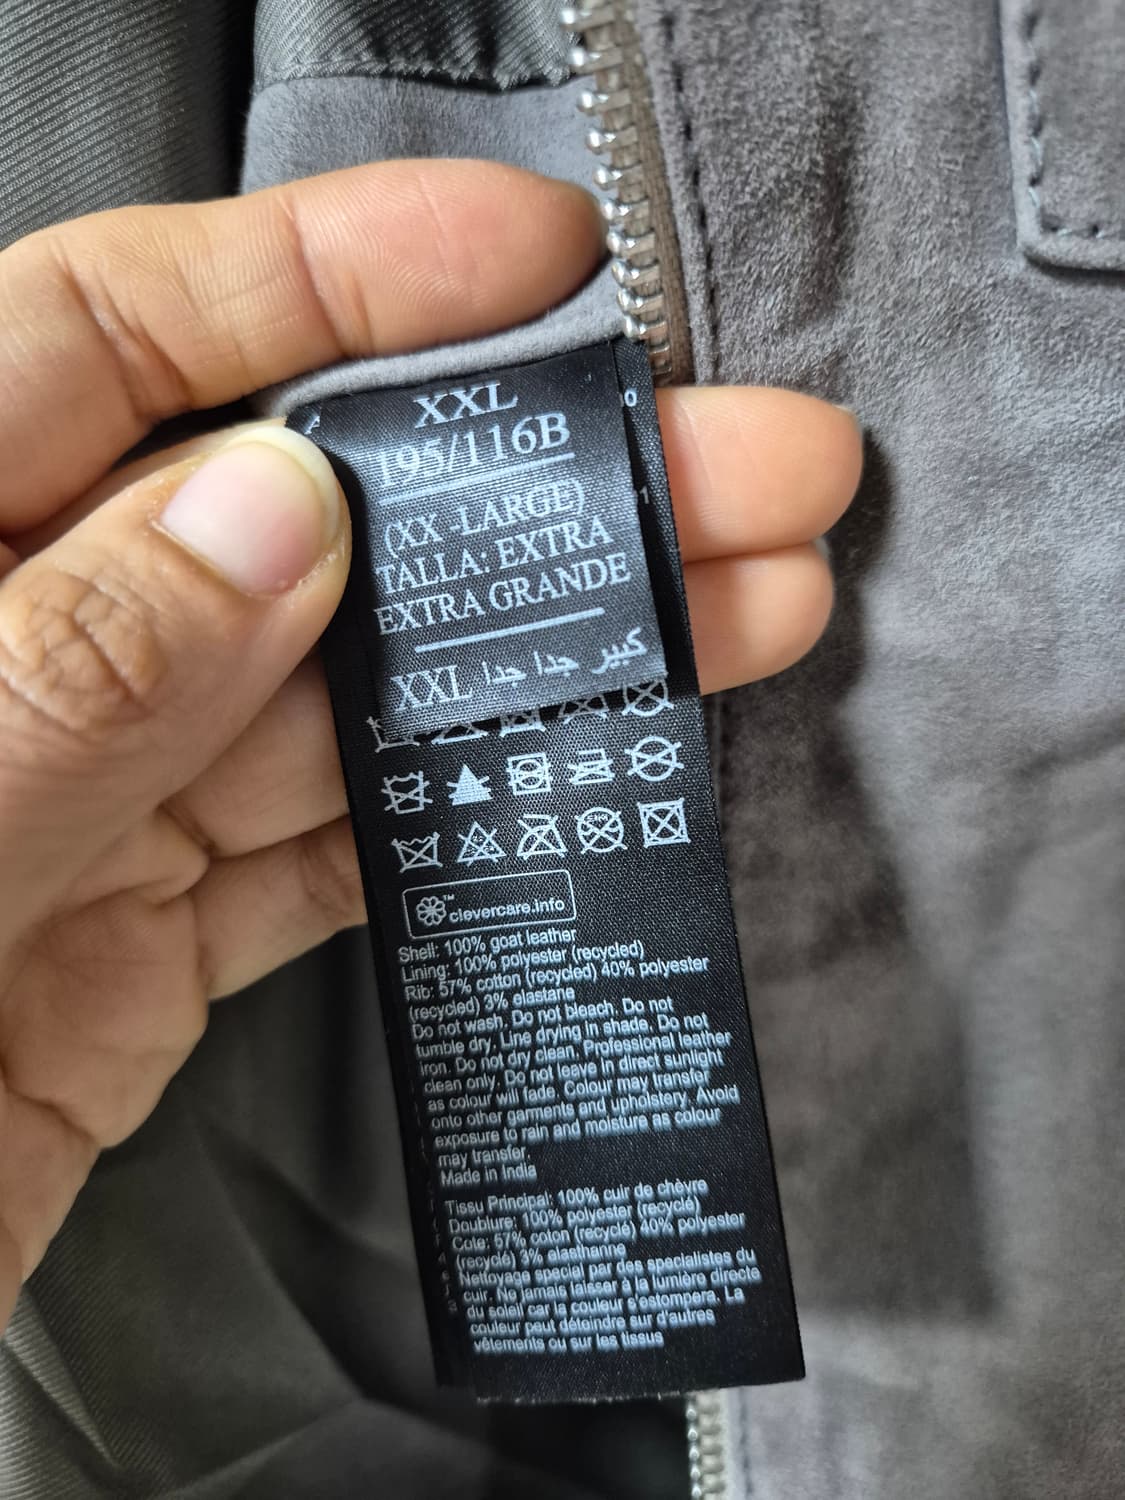 XXL
195/116B
(XX -LARGE)
TALLA: EXTRA
EXTRA GRANDE
XXL كبير جدا جدا
clevercare.info
Shell: 100% goat leather
Lining: 100% polyester (recycled)
Rib: 57% cotton (recycled) 40% polyester
(recycled) 3% elastane
Do not wash. Do not bleach. Do not
tumble dry. Line drying in shade. Do not
iron. Do not dry clean. Professional leather
clean only. Do not leave in direct sunlight
as colour will fade. Colour may transfer
onto other garments and upholstery. Avoid
exposure to rain and moisture as colour
may transfer.
Made in India
Tissu Principal: 100% cuir de chèvre
Doublure: 100% polyester (recyclé)
Cote: 57% coton (recyclé) 40% polyester
(recyclé) 3% elasthanne
Nettoyage special par des specialistes du
cuir. Ne jamais laisser à la lumière directe
du soleil car la couleur s'estompera. La
couleur peut déteindre sur d'autres
vêtements ou sur les tissus